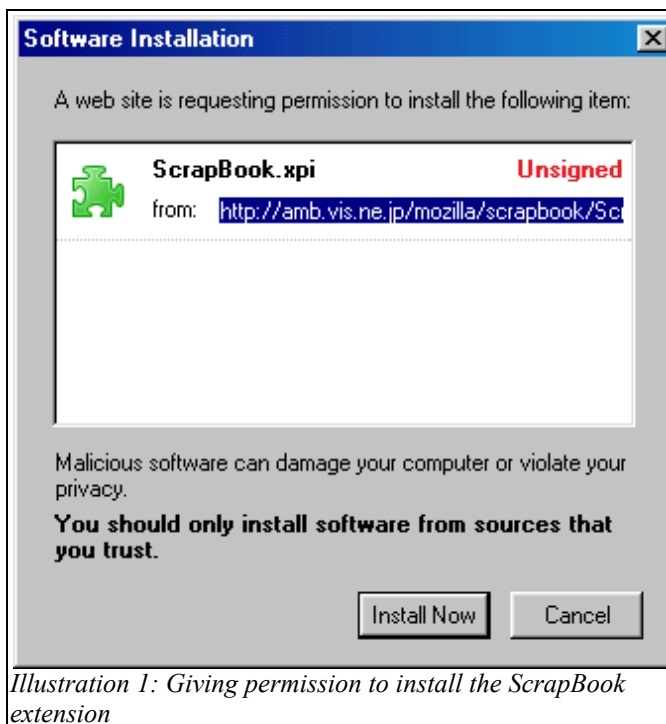 Software Installation
A web site is requesting permission to install the following item:
ScrapBook.xpi Unsigned
from: http://amb.vis.ne.jp/mozilla/scrapbook/Scr
Malicious software can damage your computer or violate your
privacy.
You should only install software from sources that
you trust.
Install Now Cancel
Illustration 1: Giving permission to install the ScrapBook
extension